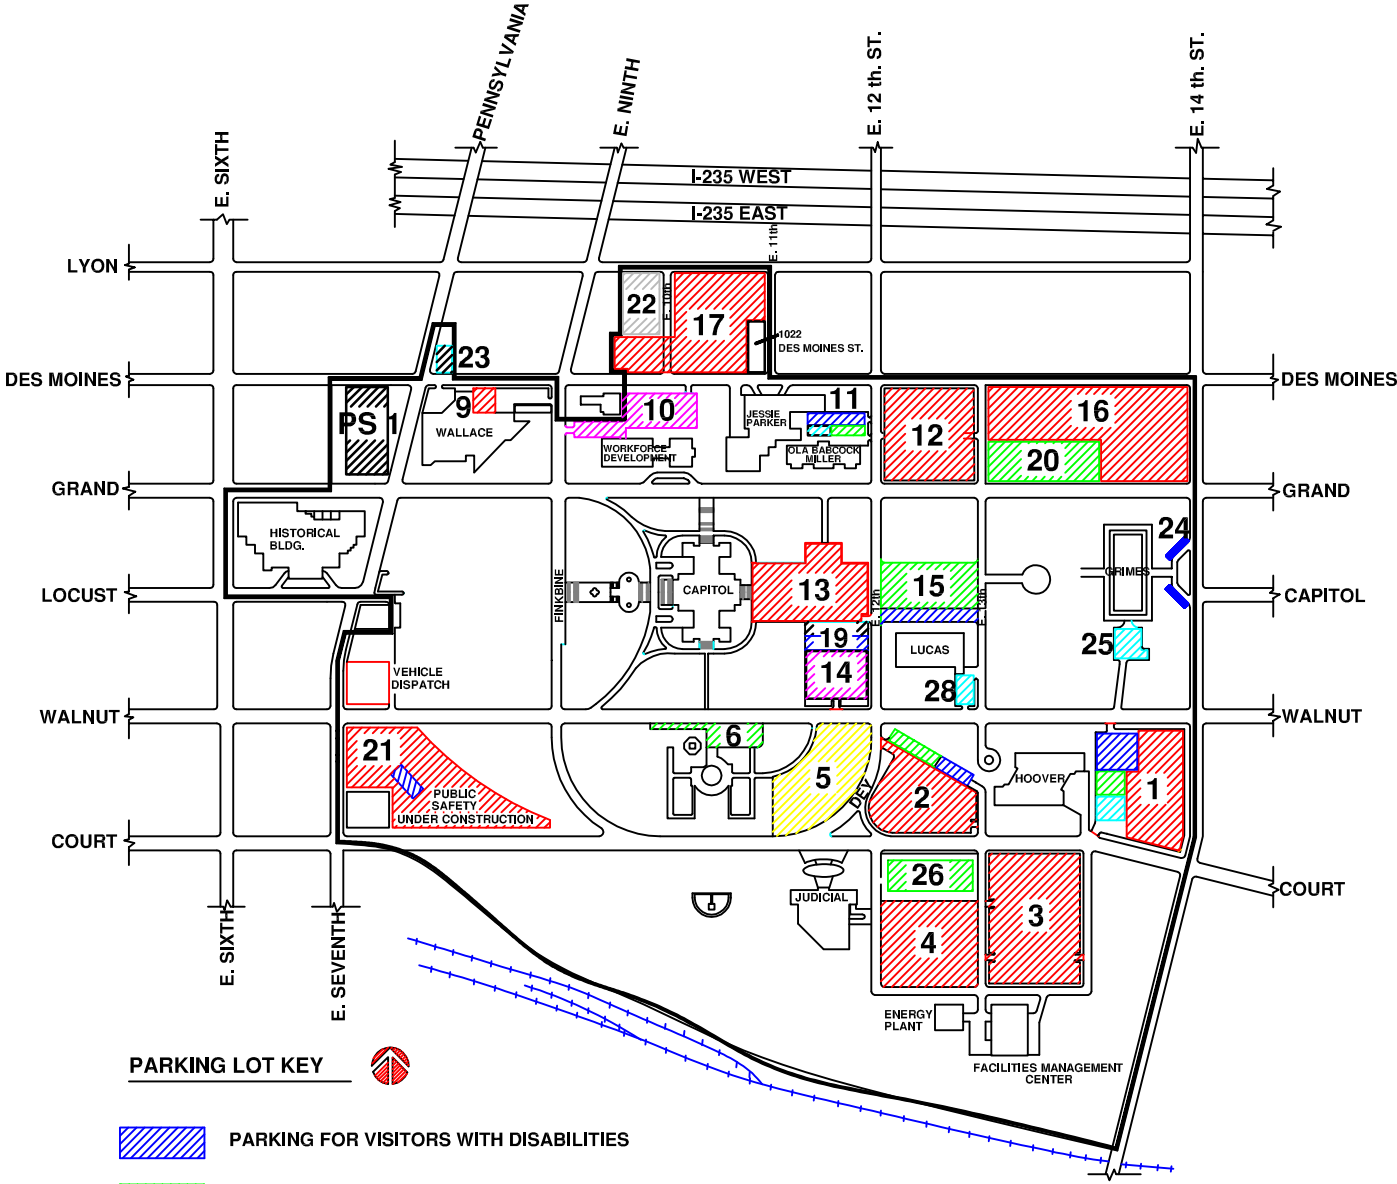 PENNSYLVANIA
E. NINTH
E. 12 th. ST.
E. 14 th. ST.
E. SIXTH
I-235 WEST
I-235 EAST
E. 11th
LYON
E. 10th
22
17
1022
DES MOINES ST.
23
DES MOINES
DES MOINES
PS 1
9
WALLACE
10
JESSIE
PARKER
11
12
16
WORKFORCE
DEVELOPMENT
OLA BABCOCK
MILLER
20
GRAND
GRAND
HISTORICAL
BLDG.
24
FINKBINE
CAPITOL
13
15
GRIMES
LOCUST
CAPITOL
E. 12th
E. 13th
19
LUCAS
25
VEHICLE
DISPATCH
14
28
WALNUT
WALNUT
21
6
5
DEY
2
HOOVER
1
PUBLIC
SAFETY
UNDER CONSTRUCTION
COURT
COURT
JUDICIAL
26
3
4
E. SIXTH
E. SEVENTH
ENERGY
PLANT
FACILITIES MANAGEMENT
CENTER
PARKING LOT KEY
PARKING FOR VISITORS WITH DISABILITIES